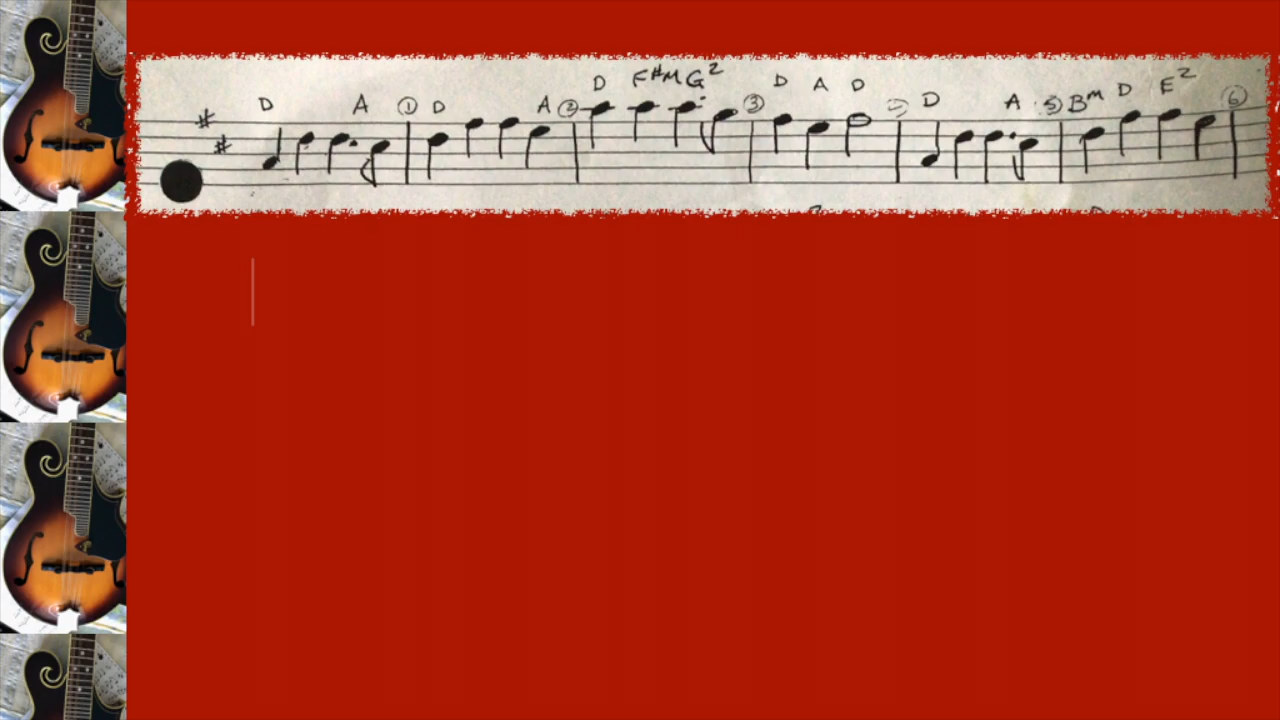 D A ① D A ② D F#M G2 ③ D A D D A ⑤ Bm D E2 ⑥